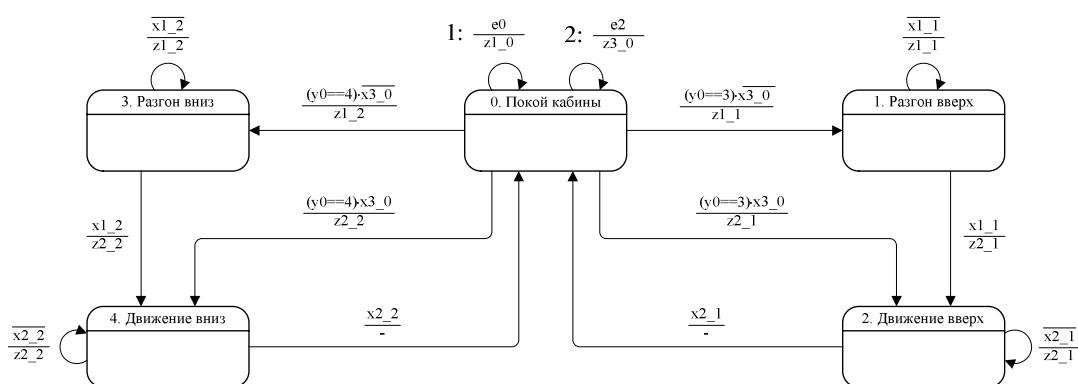 x1_2
z1_2
1: e0
z1_0
2: e2
z3_0
x1_1
z1_1
3. Разгон вниз
(y0==4)·x3_0
z1_2
0. Покой кабины
(y0==3)·x3_0
z1_1
1. Разгон вверх
x1_2
z2_2
(y0==4)·x3_0
z2_2
(y0==3)·x3_0
z2_1
x1_1
z2_1
4. Движение вниз
x2_2
-
x2_1
-
2. Движение вверх
x2_2
z2_2
x2_1
z2_1